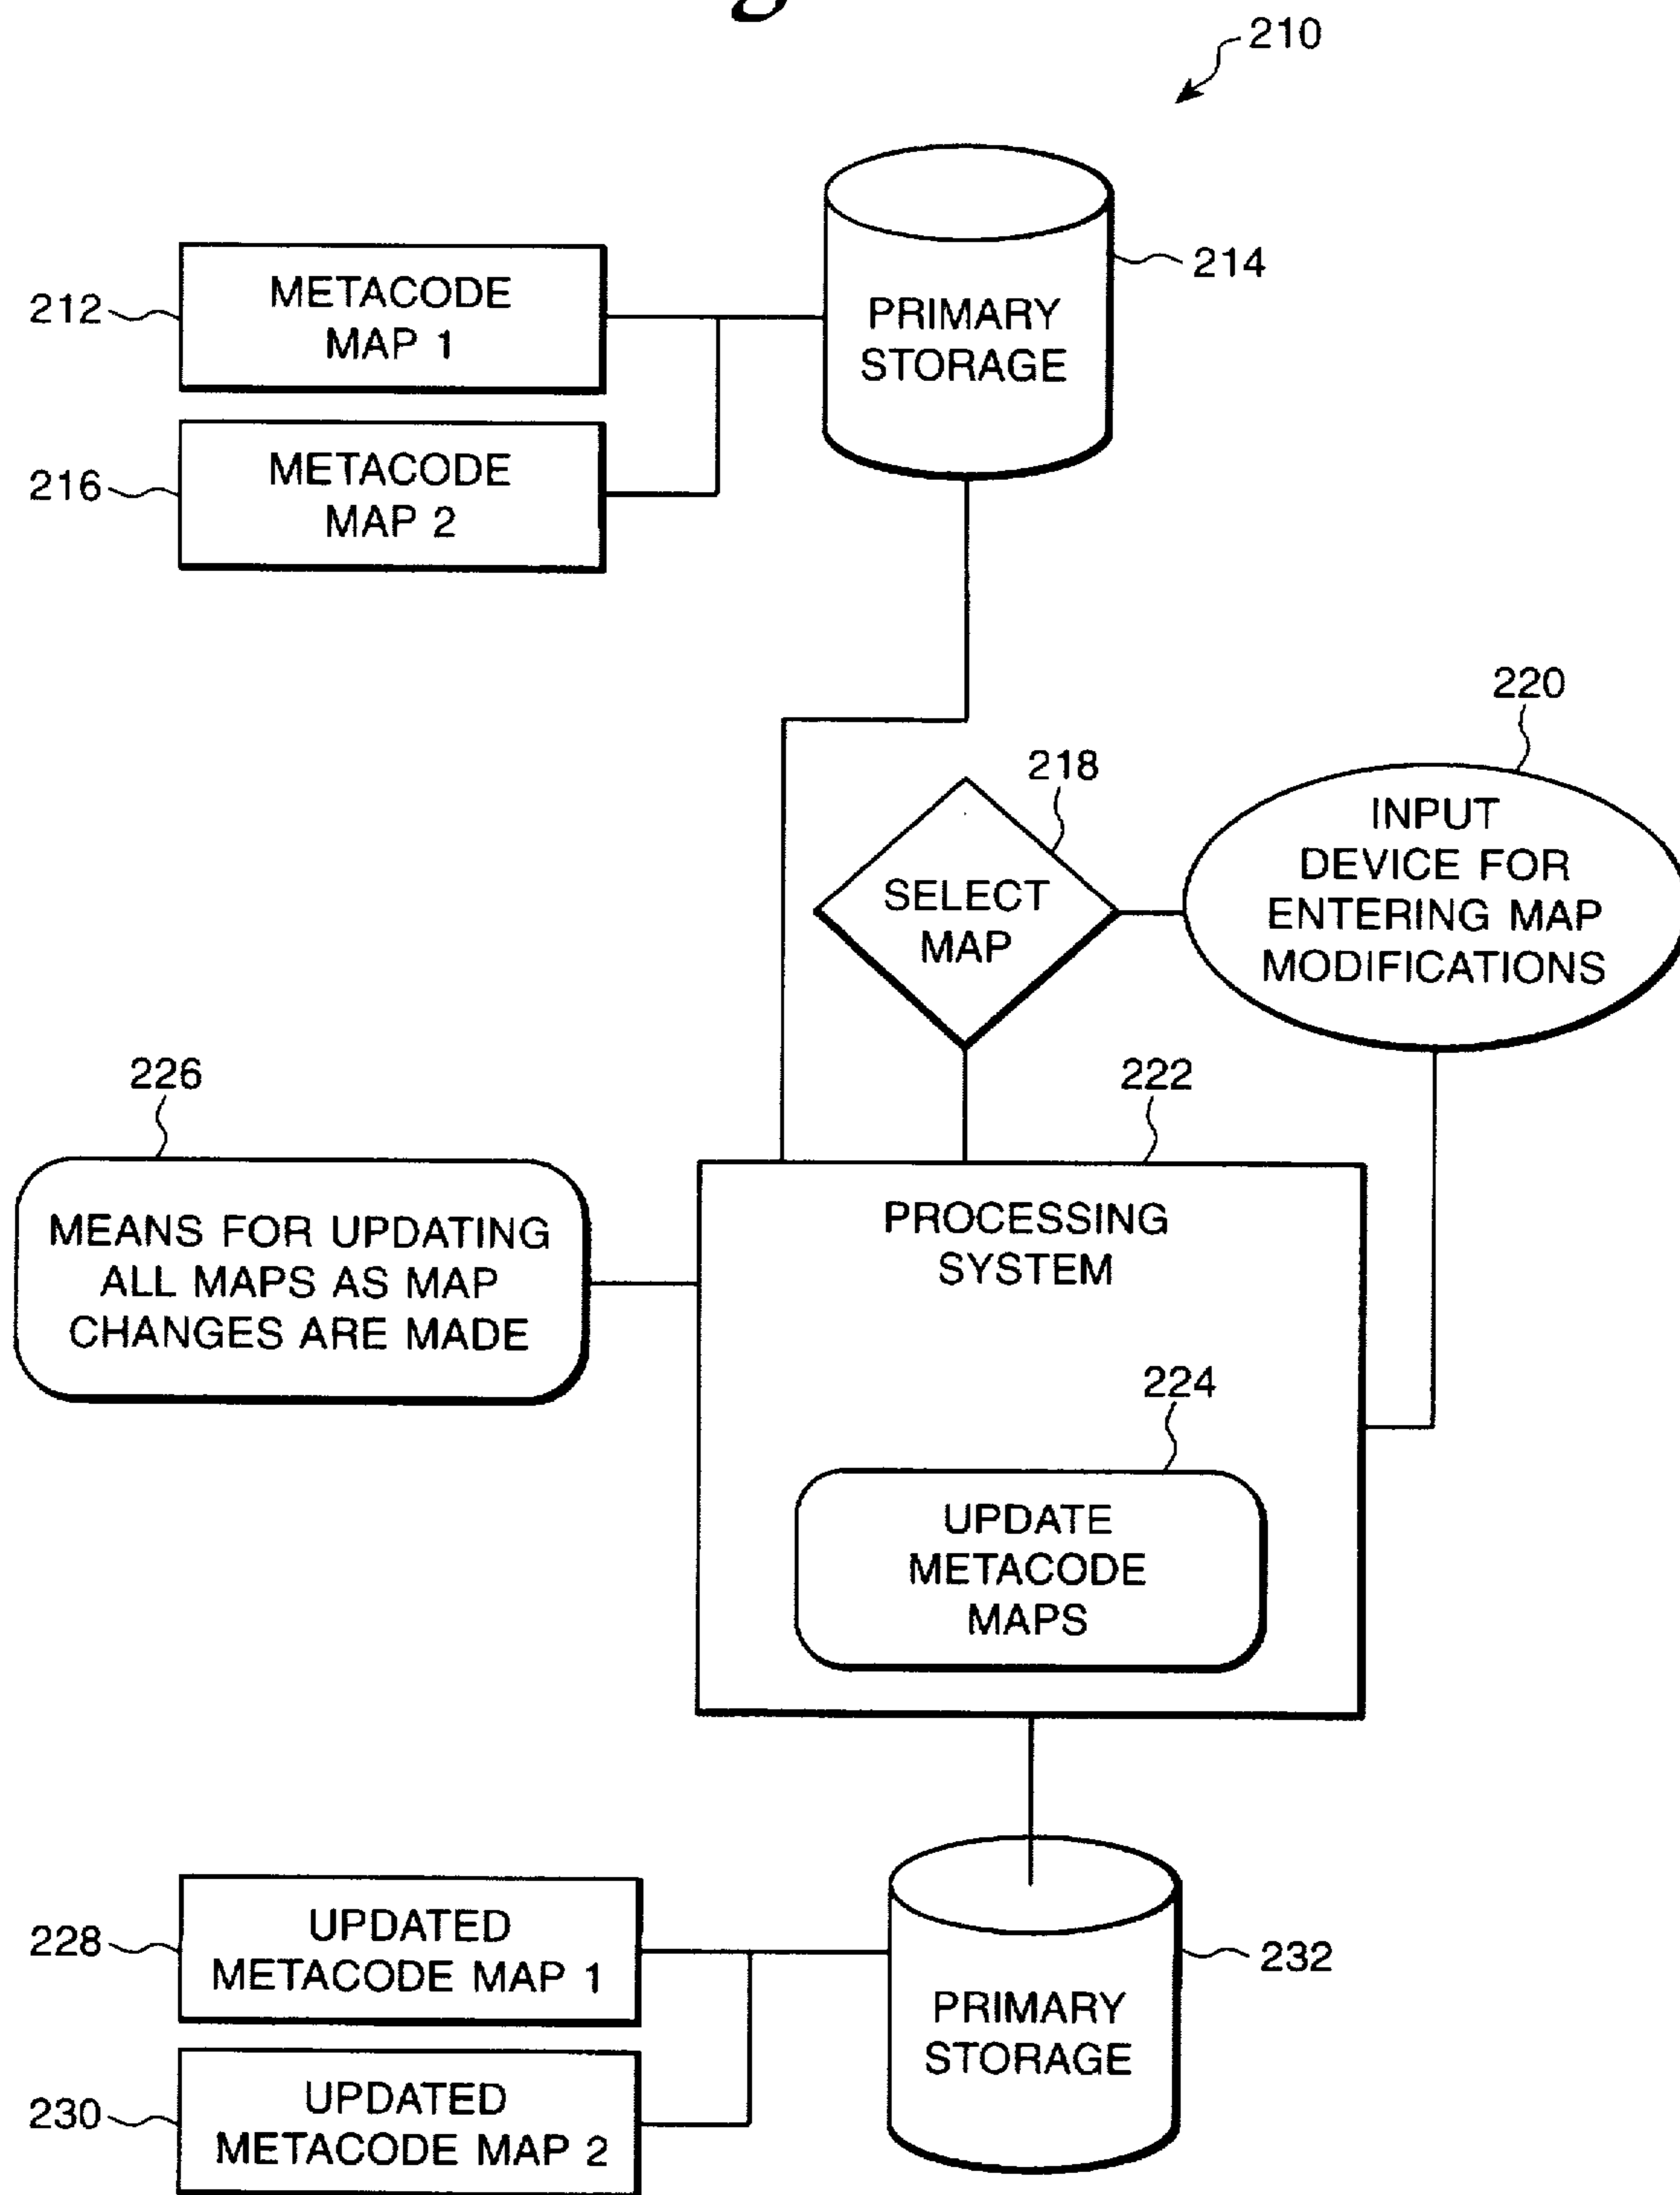 210
METACODE
MAP 1
212
PRIMARY
STORAGE
214
METACODE
MAP 2
216
218
SELECT
MAP
220
INPUT
DEVICE FOR
ENTERING MAP
MODIFICATIONS
226
MEANS FOR UPDATING
ALL MAPS AS MAP
CHANGES ARE MADE
222
PROCESSING
SYSTEM
224
UPDATE
METACODE
MAPS
228
UPDATED
METACODE MAP 1
PRIMARY
STORAGE
232
230
UPDATED
METACODE MAP 2